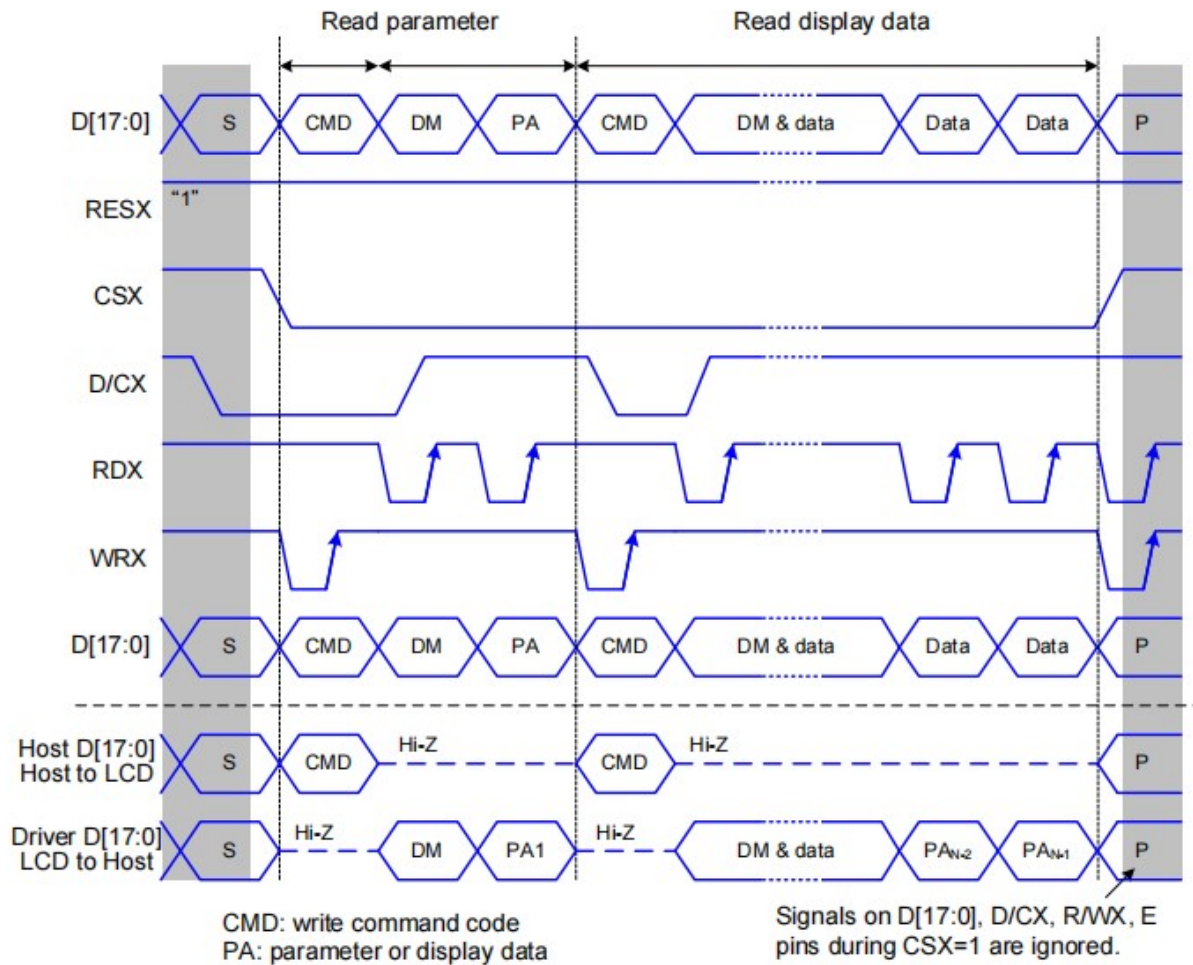 Read parameter Read display data
D[17:0] S CMD DM PA CMD DM & data Data Data P
"1"
RESX
CSX
D/CX
RDX
WRX
D[17:0] S CMD DM PA CMD DM & data Data Data P
Host D[17:0] S CMD Hi-Z CMD Hi-Z P
Host to LCD
Driver D[17:0] S Hi-Z DM PA1 Hi-Z DM & data PAN-2 PAN-1 P
LCD to Host
CMD: write command code
PA: parameter or display data
Signals on D[17:0], D/CX, R/WX, E
pins during CSX=1 are ignored.